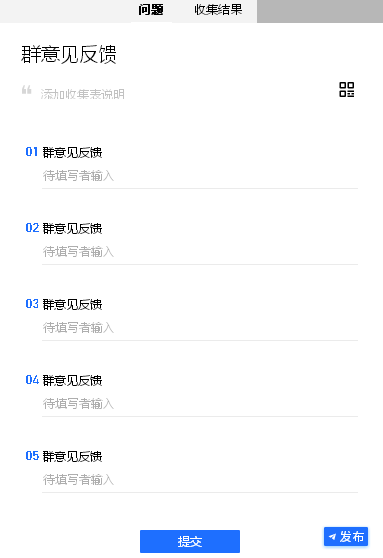 问题 收集结果
群意见反馈
添加收集表说明
01 群意见反馈
待填写者输入
02 群意见反馈
待填写者输入
03 群意见反馈
待填写者输入
04 群意见反馈
待填写者输入
05 群意见反馈
待填写者输入
提交
发布